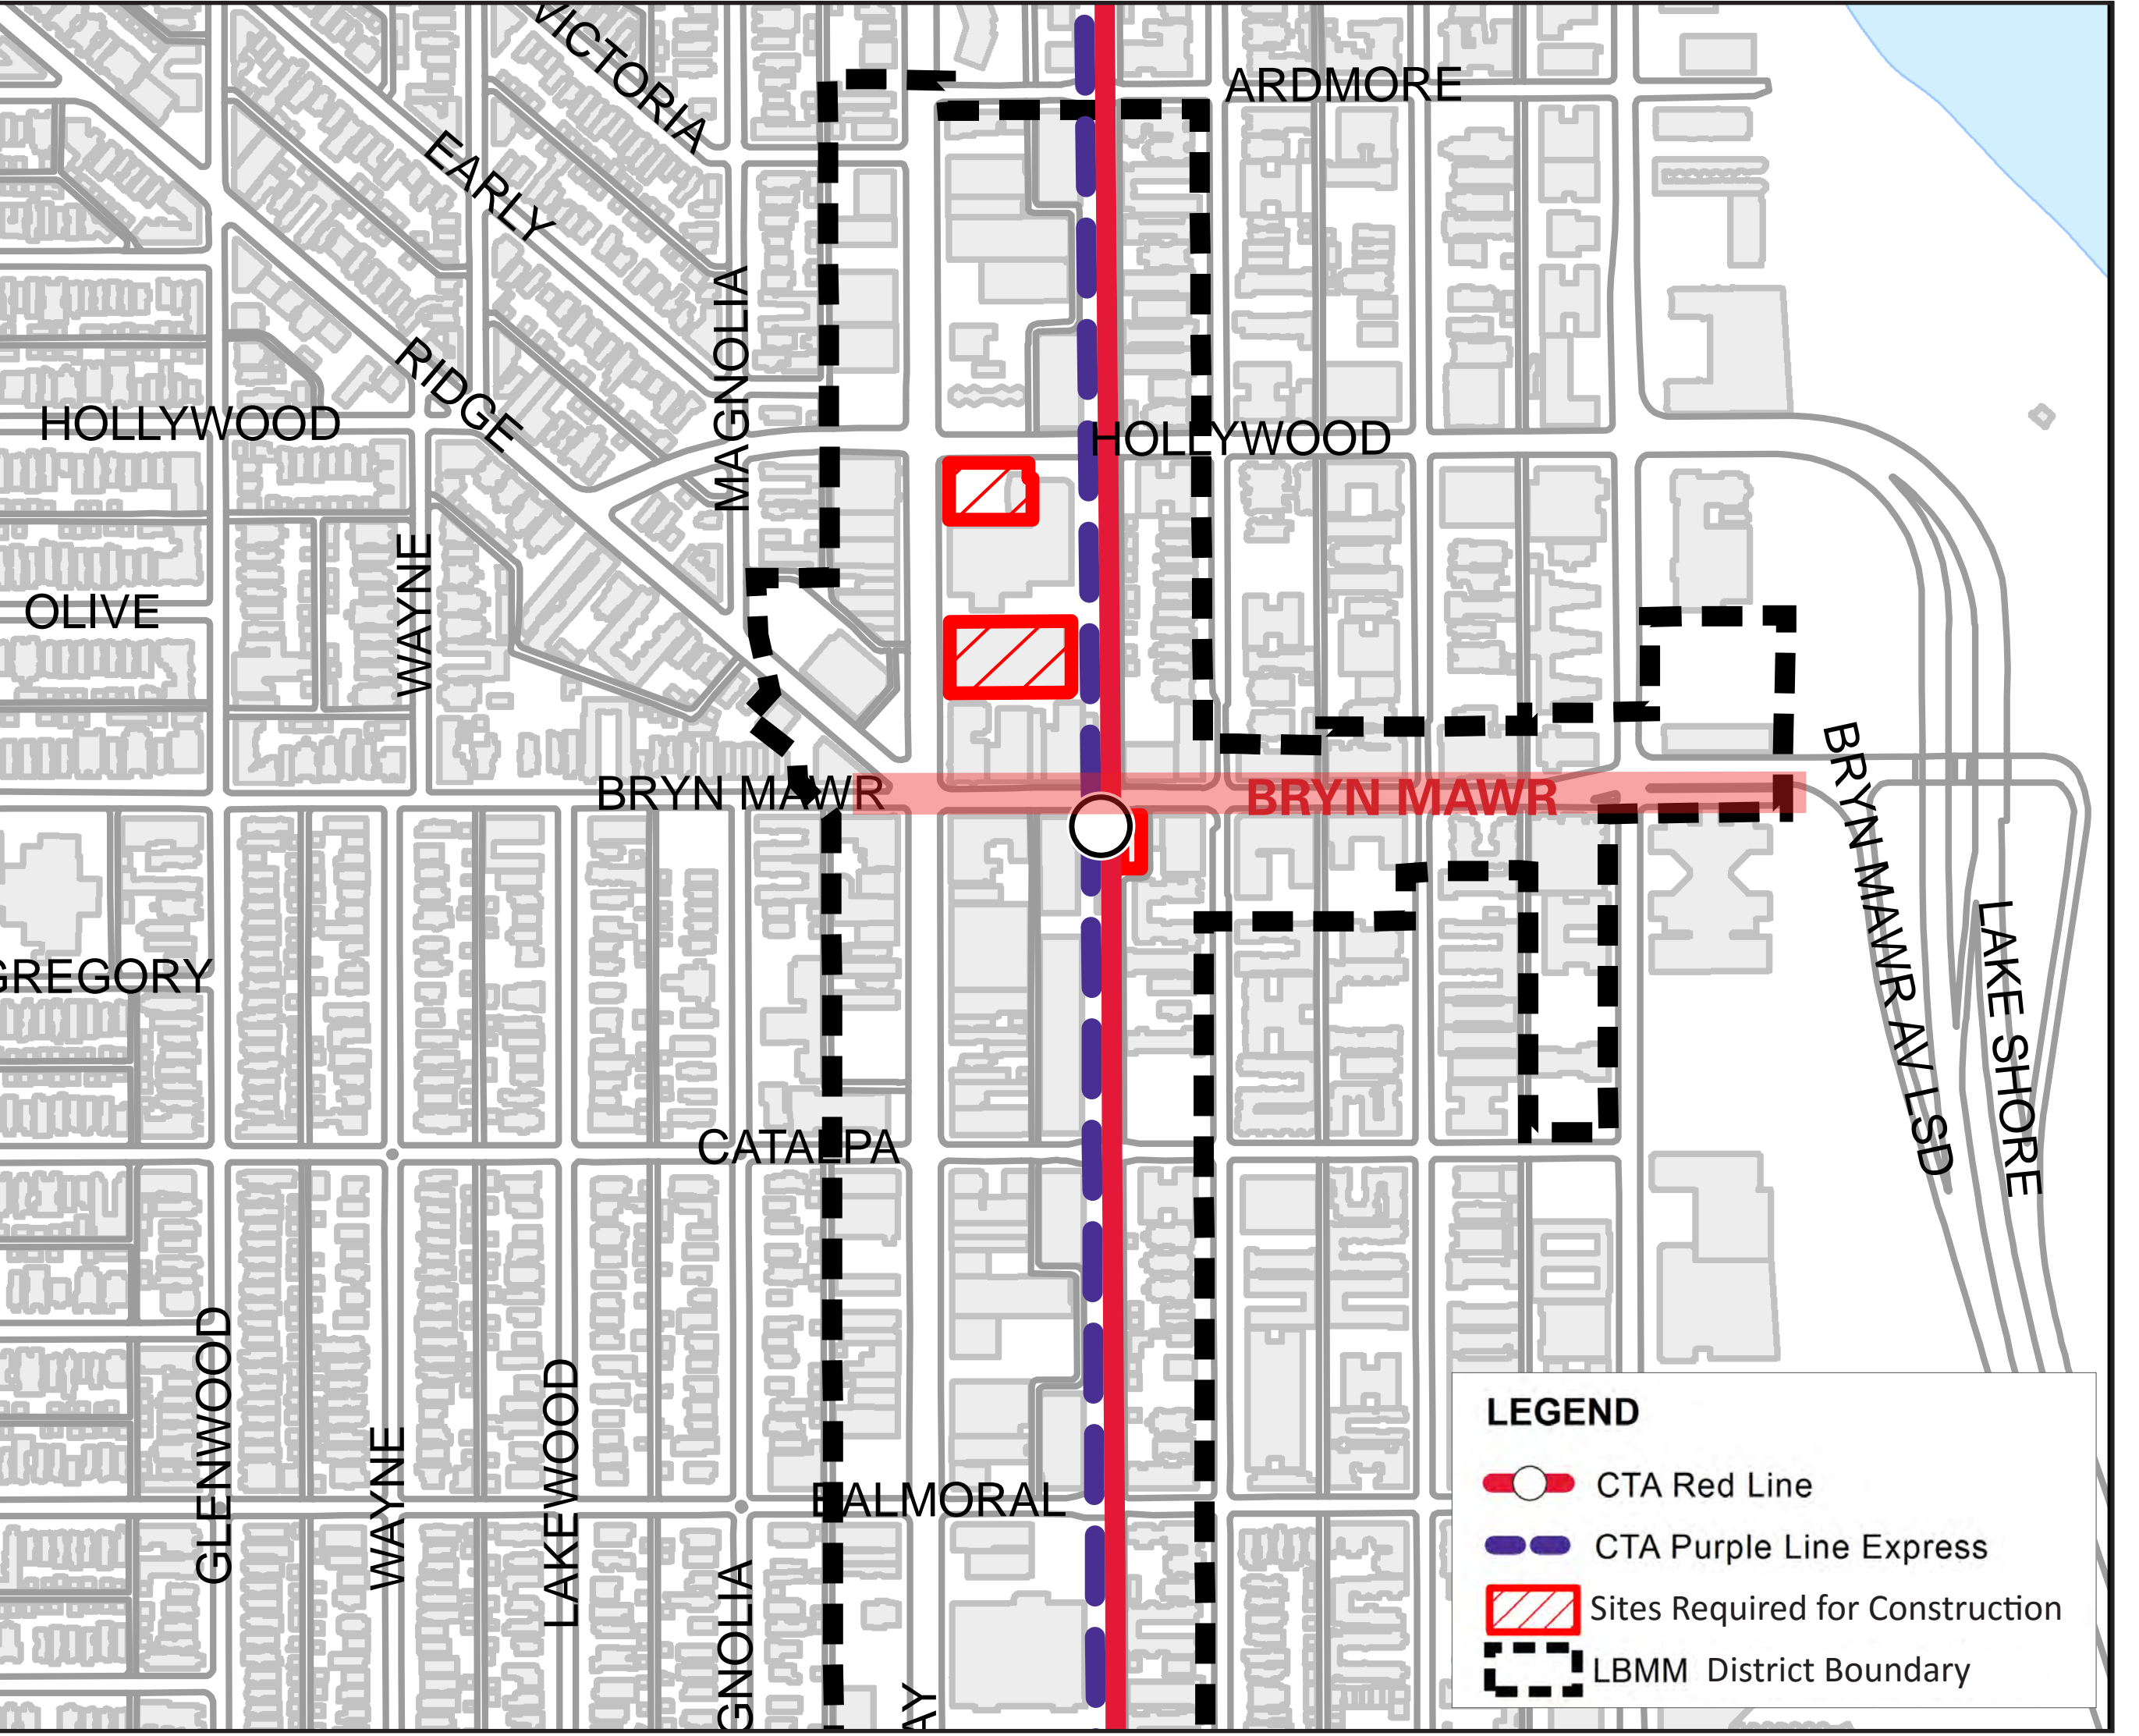 VICTORIA
ARDMORE
EARLY
MAGNOLIA
RIDGE
HOLLYWOOD
HOLLYWOOD
WAYNE
OLIVE
BRYN MAWR
BRYN MAWR
BRYN MAWR AV LSD
LAKE SHORE
GREGORY
CATALPA
GLENWOOD
WAYNE
LAKEWOOD
BALMORAL
GNOLIA
AY
LEGEND
CTA Red Line
CTA Purple Line Express
Sites Required for Construction
LBMM District Boundary